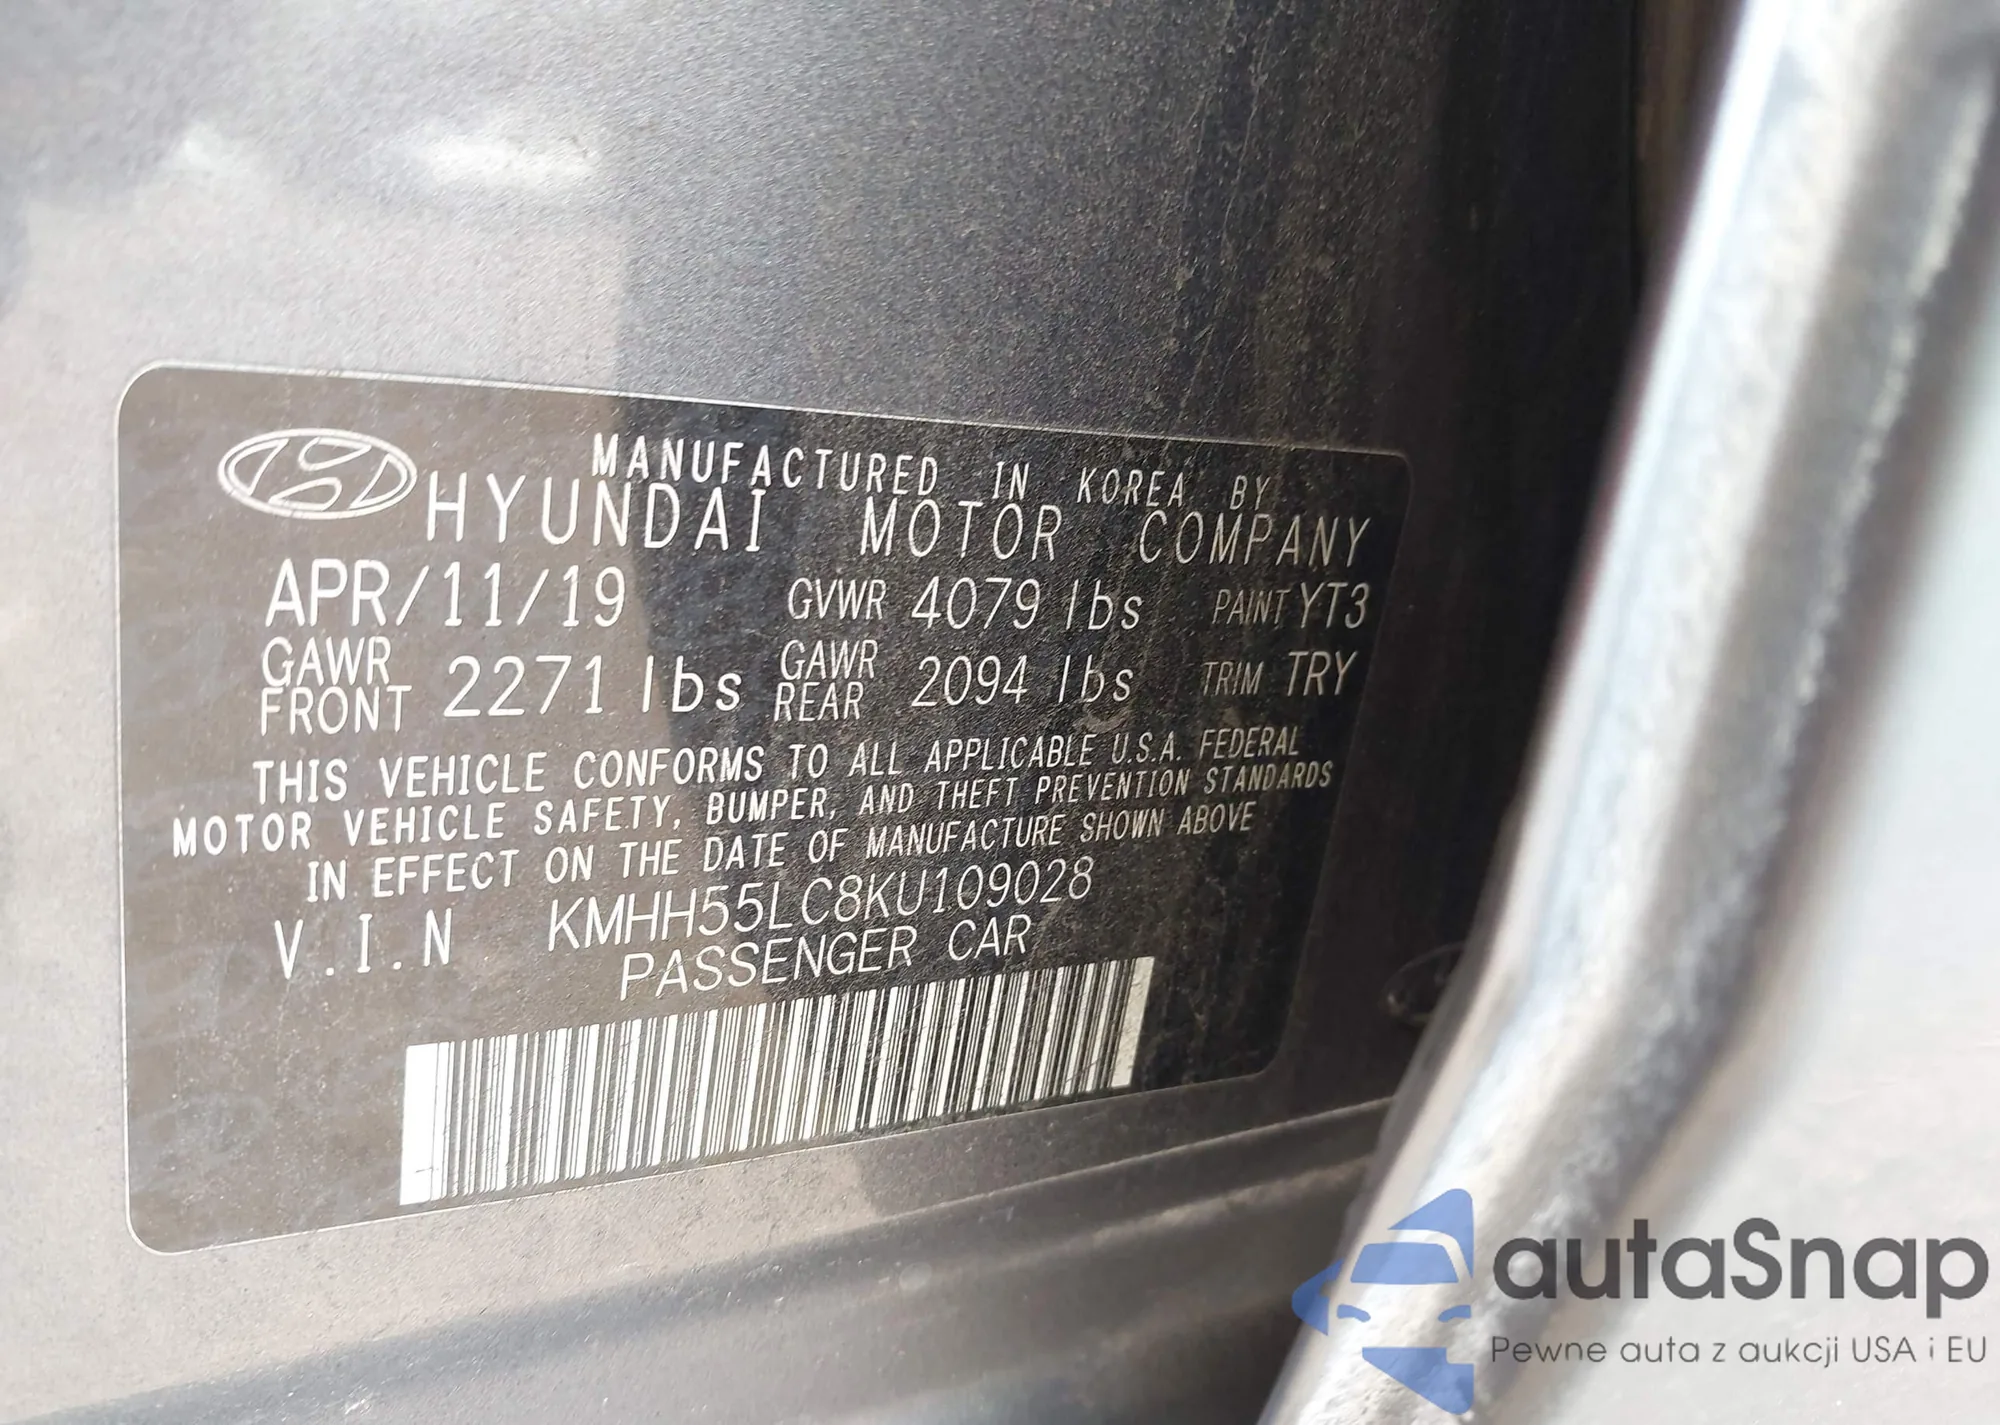 MANUFACTURED IN KOREA BY
HYUNDAI MOTOR COMPANY
APR/11/19 GVWR 4079 lbs PAINT YT3
GAWR FRONT 2271 lbs GAWR REAR 2094 lbs TRIM TRY
THIS VEHICLE CONFORMS TO ALL APPLICABLE U.S.A. FEDERAL
MOTOR VEHICLE SAFETY, BUMPER, AND THEFT PREVENTION STANDARDS
IN EFFECT ON THE DATE OF MANUFACTURE SHOWN ABOVE
V.I.N KMHH55LC8KU109028
PASSENGER CAR
autaSnap
Pewne auta z aukcji USA i EU